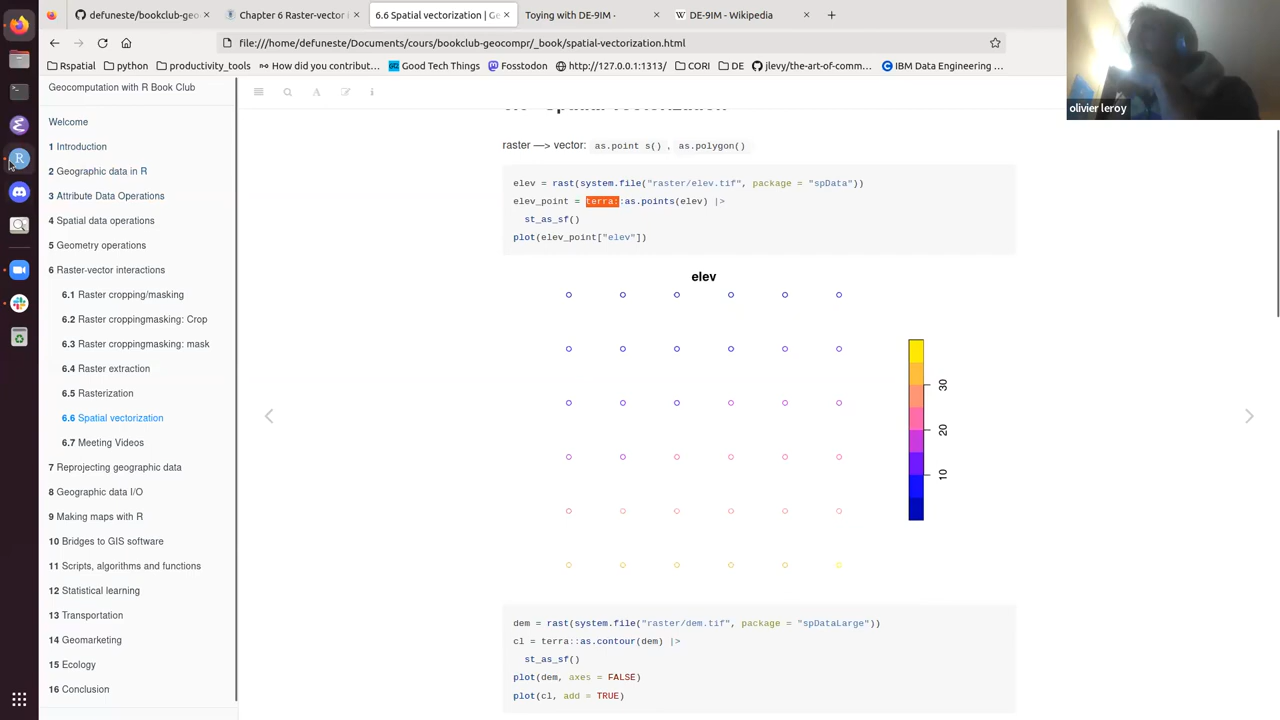 defuneste/bookclub-geo
Chapter 6 Raster-vector i
6.6 Spatial vectorization | Ge
Toying with DE-9IM ·
DE-9IM - Wikipedia
file:///home/defuneste/Documents/cours/bookclub-geocompr/_book/spatial-vectorization.html
Rspatial
python
productivity_tools
How did you contribut…
Good Tech Things
Fosstodon
http://127.0.0.1:1313/
CORI
DE
jlevy/the-art-of-comm…
IBM Data Engineering …
olivier leroy
Geocomputation with R Book Club
Welcome
1 Introduction
2 Geographic data in R
3 Attribute Data Operations
4 Spatial data operations
5 Geometry operations
6 Raster-vector interactions
6.1 Raster cropping/masking
6.2 Raster croppingmasking: Crop
6.3 Raster croppingmasking: mask
6.4 Raster extraction
6.5 Rasterization
6.6 Spatial vectorization
6.7 Meeting Videos
7 Reprojecting geographic data
8 Geographic data I/O
9 Making maps with R
10 Bridges to GIS software
11 Scripts, algorithms and functions
12 Statistical learning
13 Transportation
14 Geomarketing
15 Ecology
16 Conclusion
raster —> vector: as.point s() , as.polygon()
elev = rast(system.file("raster/elev.tif", package = "spData"))
elev_point = terra::as.points(elev) |>
st_as_sf()
plot(elev_point["elev"])
elev
30
20
10
dem = rast(system.file("raster/dem.tif", package = "spDataLarge"))
cl = terra::as.contour(dem) |>
st_as_sf()
plot(dem, axes = FALSE)
plot(cl, add = TRUE)